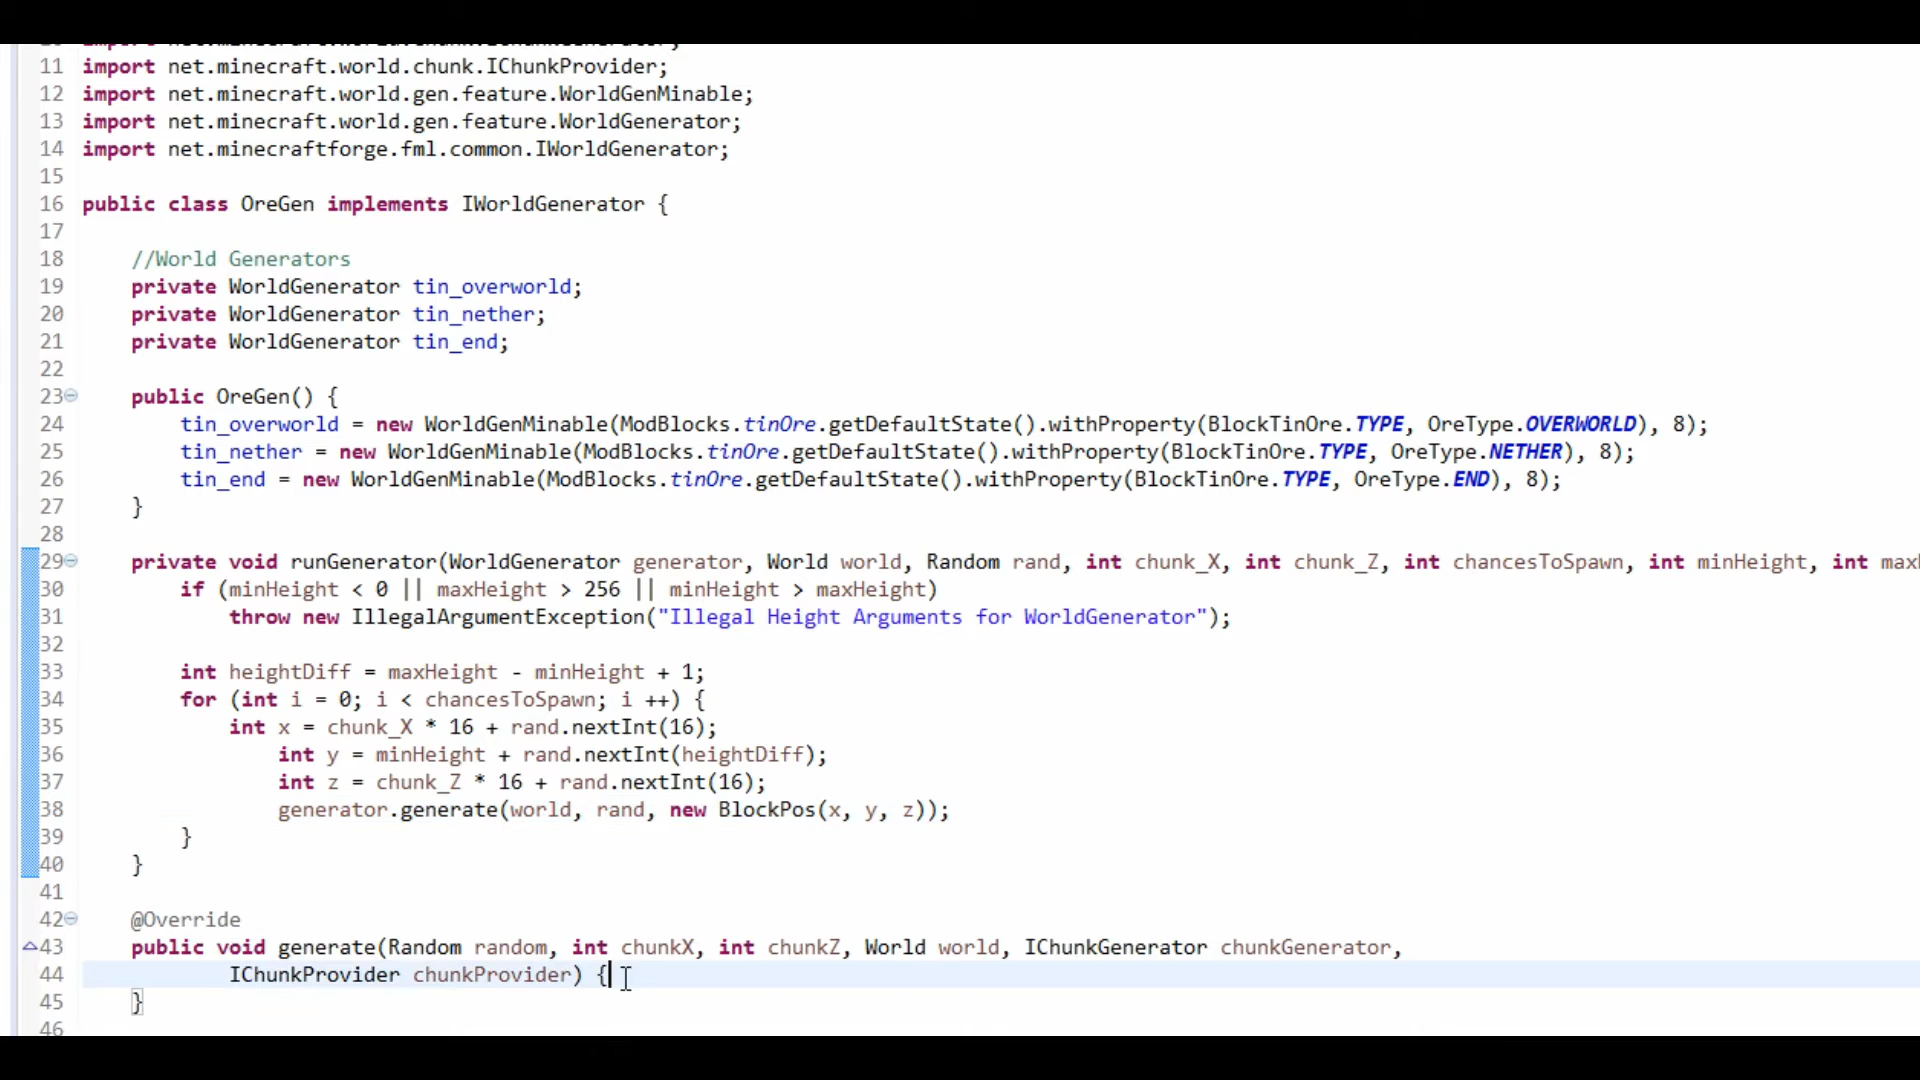 11 import net.minecraft.world.chunk.IChunkProvider;
12 import net.minecraft.world.gen.feature.WorldGenMinable;
13 import net.minecraft.world.gen.feature.WorldGenerator;
14 import net.minecraftforge.fml.common.IWorldGenerator;
15
16 public class OreGen implements IWorldGenerator {
17
18     //World Generators
19     private WorldGenerator tin_overworld;
20     private WorldGenerator tin_nether;
21     private WorldGenerator tin_end;
22
23     public OreGen() {
24         tin_overworld = new WorldGenMinable(ModBlocks.tinOre.getDefaultState().withProperty(BlockTinOre.TYPE, OreType.OVERWORLD), 8);
25         tin_nether = new WorldGenMinable(ModBlocks.tinOre.getDefaultState().withProperty(BlockTinOre.TYPE, OreType.NETHER), 8);
26         tin_end = new WorldGenMinable(ModBlocks.tinOre.getDefaultState().withProperty(BlockTinOre.TYPE, OreType.END), 8);
27     }
28
29     private void runGenerator(WorldGenerator generator, World world, Random rand, int chunk_X, int chunk_Z, int chancesToSpawn, int minHeight, int
30         if (minHeight < 0 || maxHeight > 256 || minHeight > maxHeight)
31             throw new IllegalArgumentException("Illegal Height Arguments for WorldGenerator");
32
33         int heightDiff = maxHeight - minHeight + 1;
34         for (int i = 0; i < chancesToSpawn; i ++) {
35             int x = chunk_X * 16 + rand.nextInt(16);
36                 int y = minHeight + rand.nextInt(heightDiff);
37                 int z = chunk_Z * 16 + rand.nextInt(16);
38                 generator.generate(world, rand, new BlockPos(x, y, z));
39         }
40     }
41
42     @Override
43     public void generate(Random random, int chunkX, int chunkZ, World world, IChunkGenerator chunkGenerator,
44             IChunkProvider chunkProvider) {
45     }
46